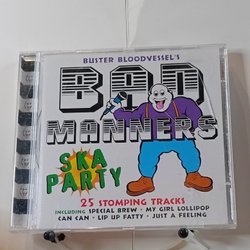 BUSTER BLOODVESSEL'S
BAD
MANNERS
SKA
PARTY
25 STOMPING TRACKS
INCLUDING SPECIAL BREW · MY GIRL LOLLIPOP
CAN CAN · LIP UP FATTY · JUST A FEELING